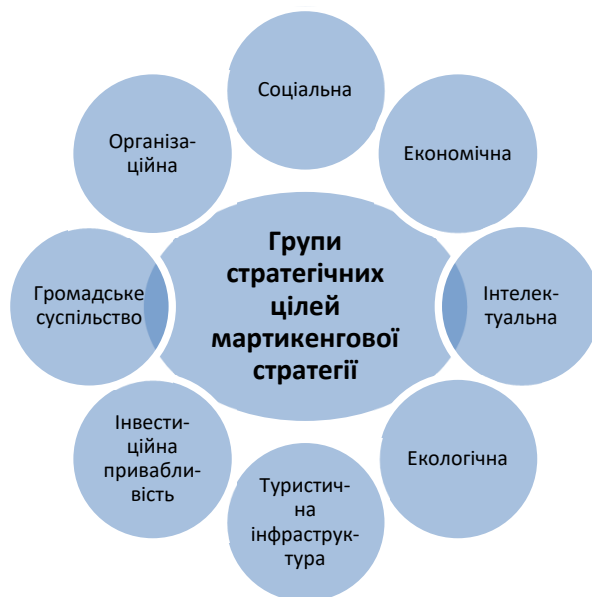 Соціальна
Економічна
Інтелек-
туальна
Екологічна
Туристич-
на
інфраструк-
тура
Інвести-
ційна
привабли-
вість
Громадське
суспільство
Організа-
ційна
Групи
стратегічних
цілей
мартикенгової
стратегії